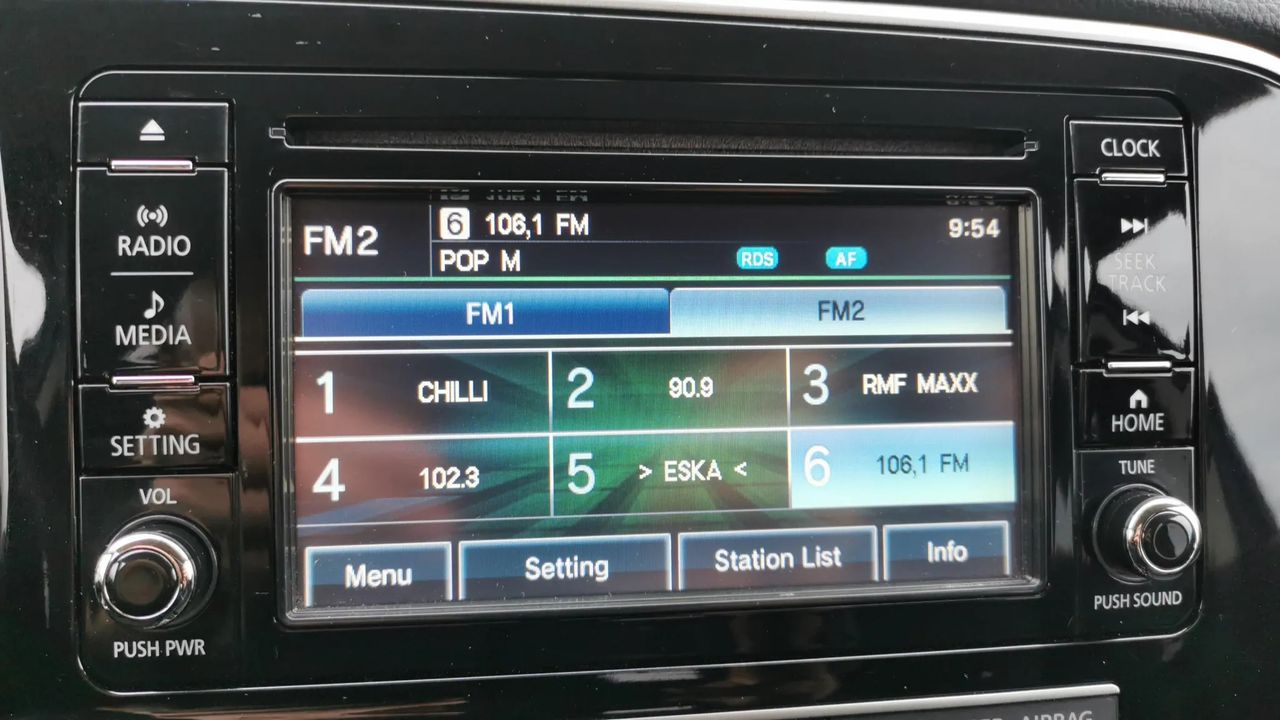 CLOCK
RADIO
MEDIA
SETTING
VOL
PUSH PWR
FM2
6 106,1 FM
9:54
POP M
RDS AF
FM1 FM2
1 CHILLI 2 90.9 3 RMF MAXX
4 102.3 5 > ESKA < 6 106,1 FM
Menu Setting Station List Info
SEEK
TRACK
HOME
TUNE
PUSH SOUND
AIRBAG